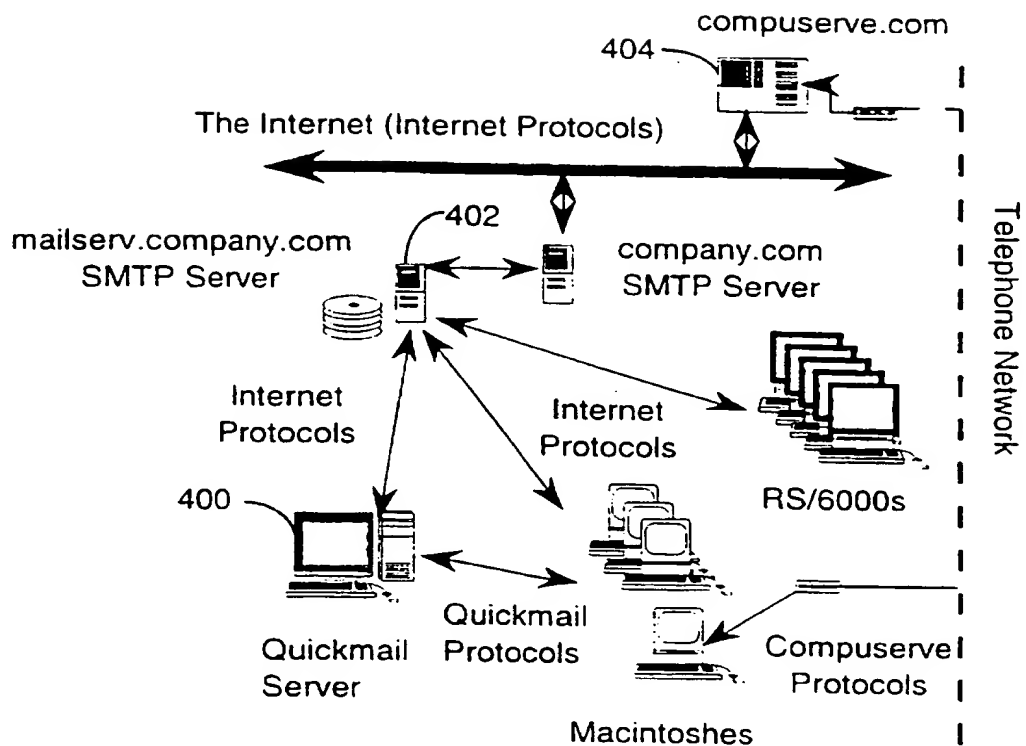 compuserve.com
404
The Internet (Internet Protocols)
402
mailserv.company.com
SMTP Server
company.com
SMTP Server
Telephone Network
Internet
Protocols
Internet
Protocols
RS/6000s
400
Quickmail
Server
Quickmail
Protocols
Compuserve
Protocols
Macintoshes